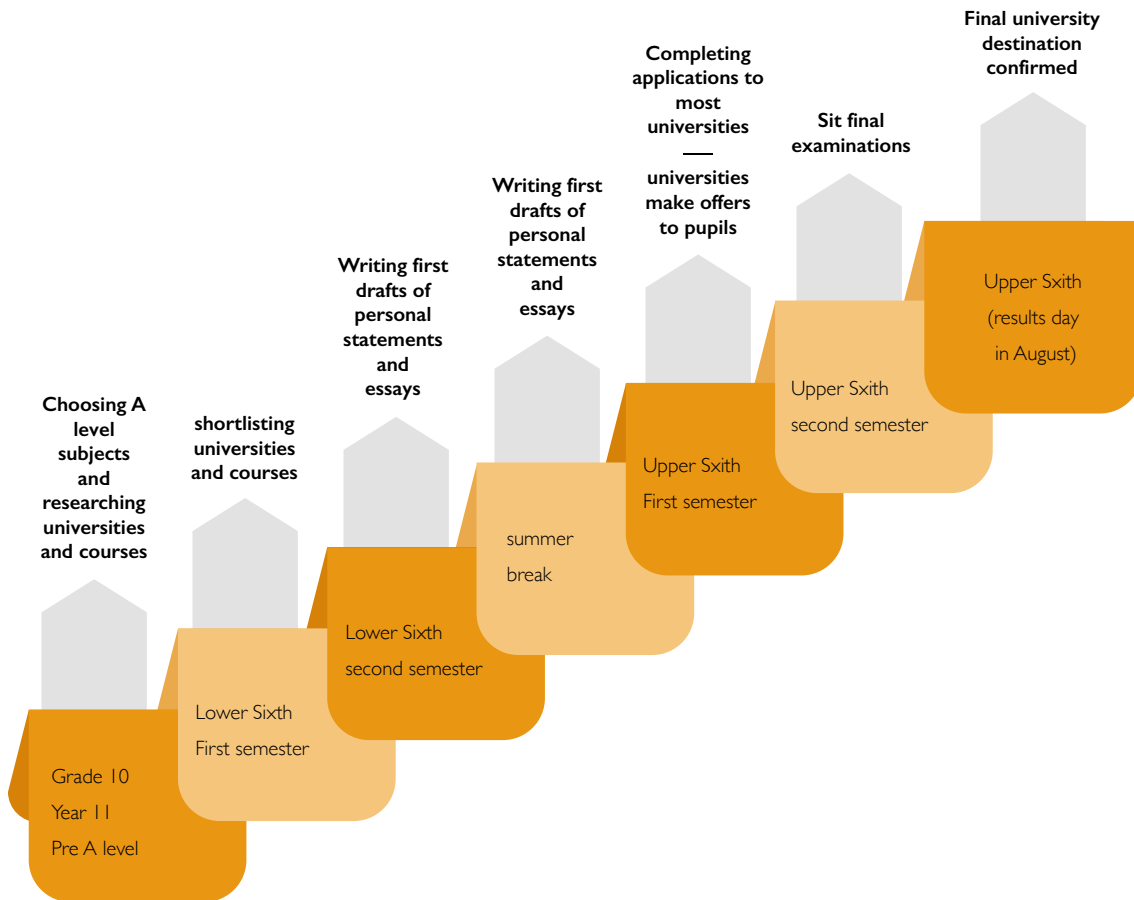 Choosing A
level
subjects
and
researching
universities
and courses
Grade 10
Year 11
Pre A level
shortlisting
universities
and courses
Lower Sixth
First semester
Writing first
drafts of
personal
statements
and
essays
Lower Sixth
second semester
Writing first
drafts of
personal
statements
and
essays
summer
break
Completing
applications to
most
universities
universities
make offers
to pupils
Upper Sxith
First semester
Sit final
examinations
Upper Sxith
second semester
Final university
destination
confirmed
Upper Sxith
(results day
in August)